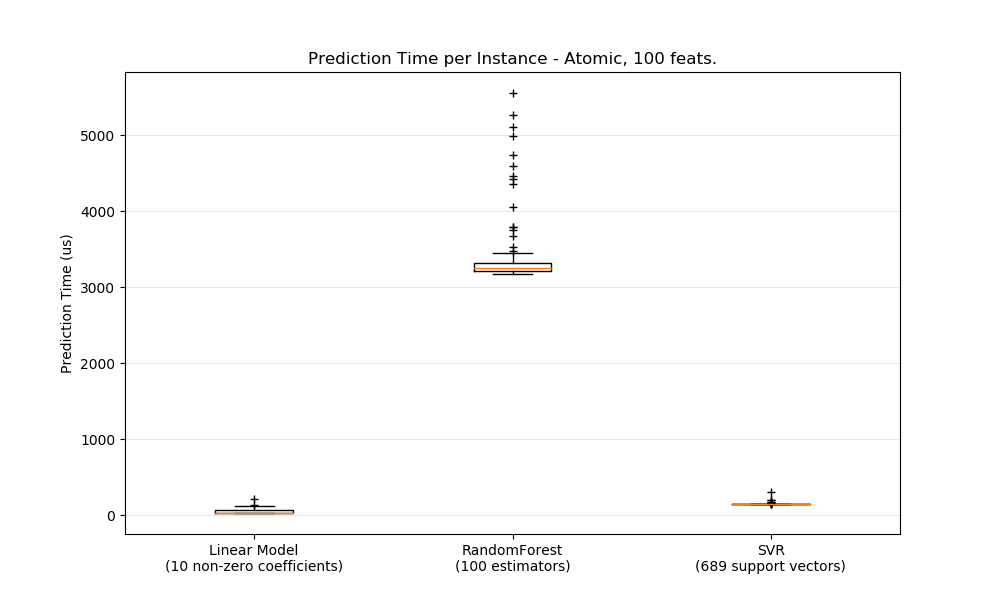 Prediction Time per Instance - Atomic, 100 feats.
Prediction Time (us)
5000
4000
3000
2000
1000
0
Linear Model
(10 non-zero coefficients)
RandomForest
(100 estimators)
SVR
(689 support vectors)